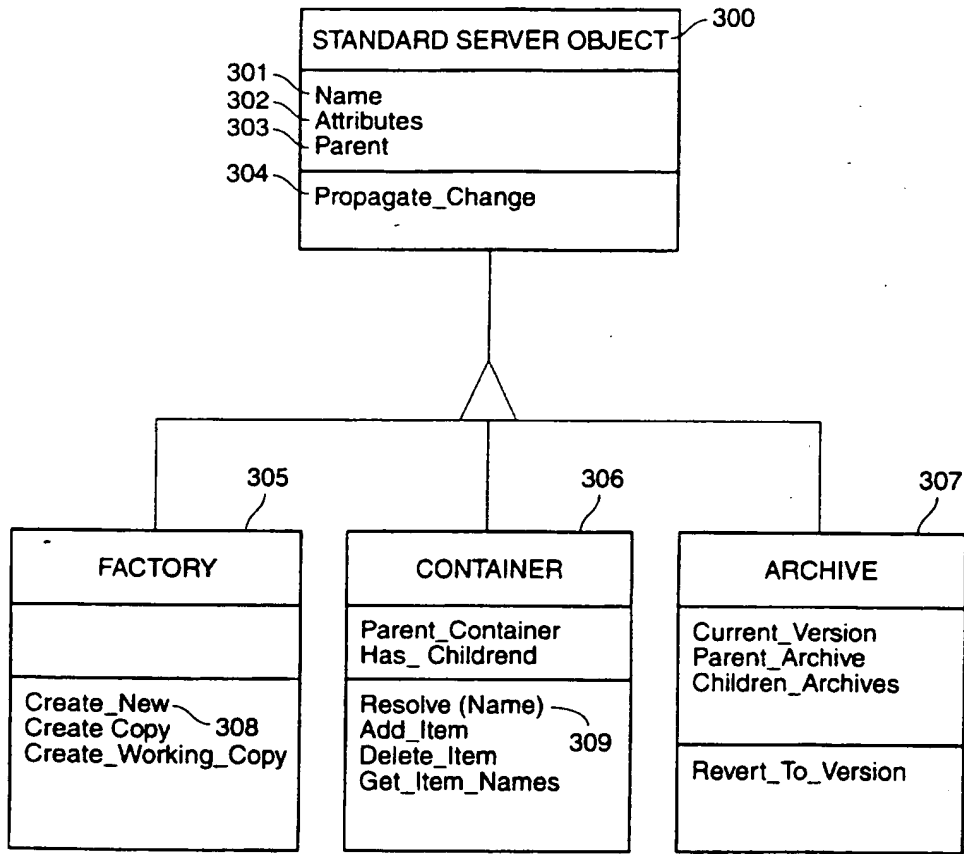 STANDARD SERVER OBJECT
300
301
Name
302
Attributes
303
Parent
304
Propagate_Change
305
306
307
FACTORY
CONTAINER
ARCHIVE
Parent_Container
Has_ Childrend
Current_Version
Parent_Archive
Children_Archives
Create_New
308
Create Copy
Create_Working_Copy
Resolve (Name)
309
Add_Item
Delete_Item
Get_Item_Names
Revert_To_Version